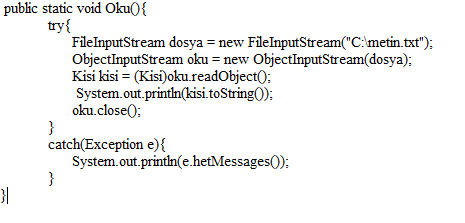 public static void Oku(){
try{
FileInputStream dosya = new FileInputStream("C:\metin.txt");
ObjectInputStream oku = new ObjectInputStream(dosya);
Kisi kisi = (Kisi)oku.readObject();
System.out.println(kisi.toString());
oku.close();
}
catch(Exception e){
System.out.println(e.hetMessages());
}
}